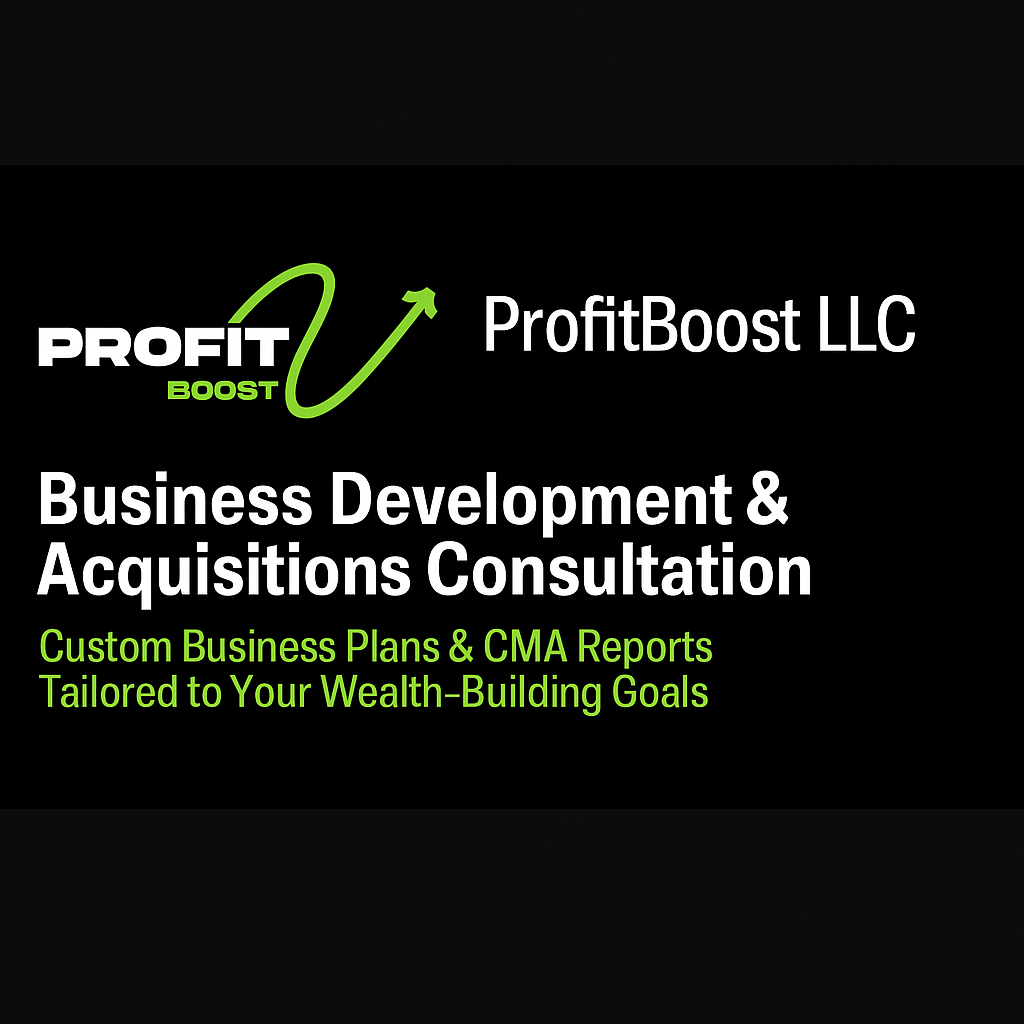 PROFIT
BOOST
ProfitBoost LLC
Business Development &
Acquisitions Consultation
Custom Business Plans & CMA Reports
Tailored to Your Wealth–Building Goals